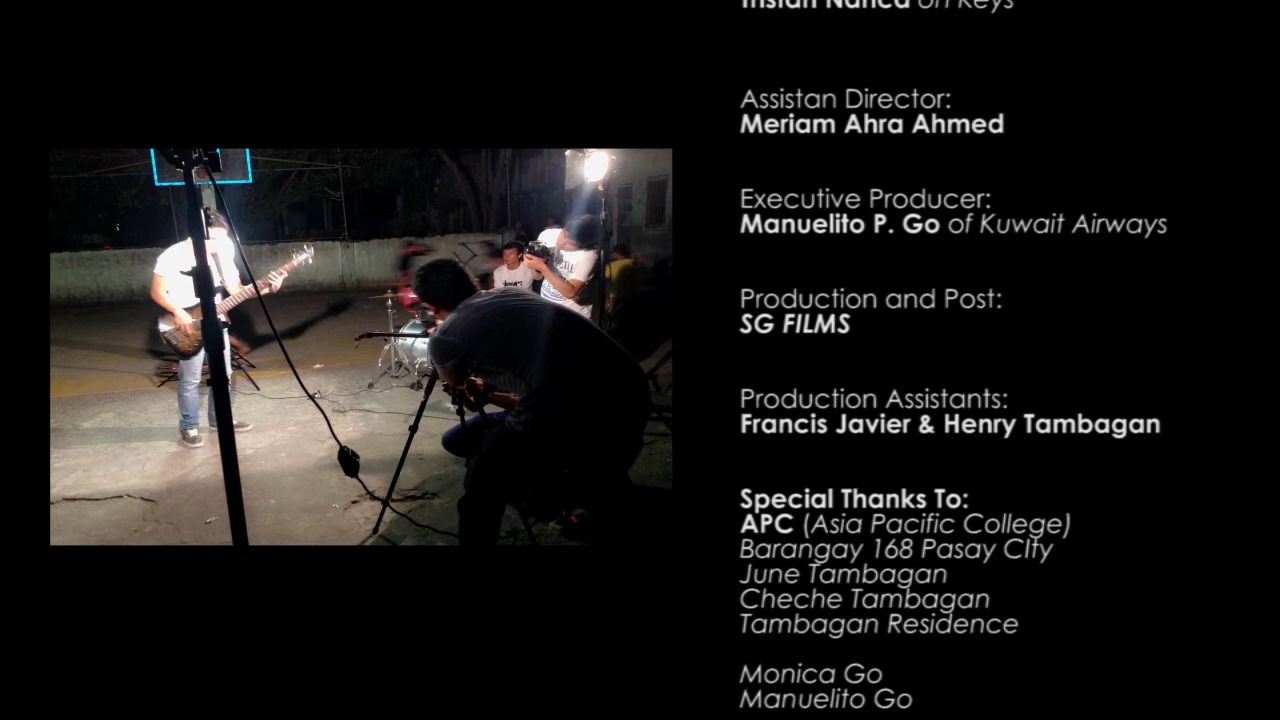 on Keys
Assistan Director:
Meriam Ahra Ahmed
Executive Producer:
Manuelito P. Go of Kuwait Airways
Production and Post:
SG FILMS
Production Assistants:
Francis Javier & Henry Tambagan
Special Thanks To:
APC (Asia Pacific College)
Barangay 168 Pasay CIty
June Tambagan
Cheche Tambagan
Tambagan Residence
Monica Go
Manuelito Go